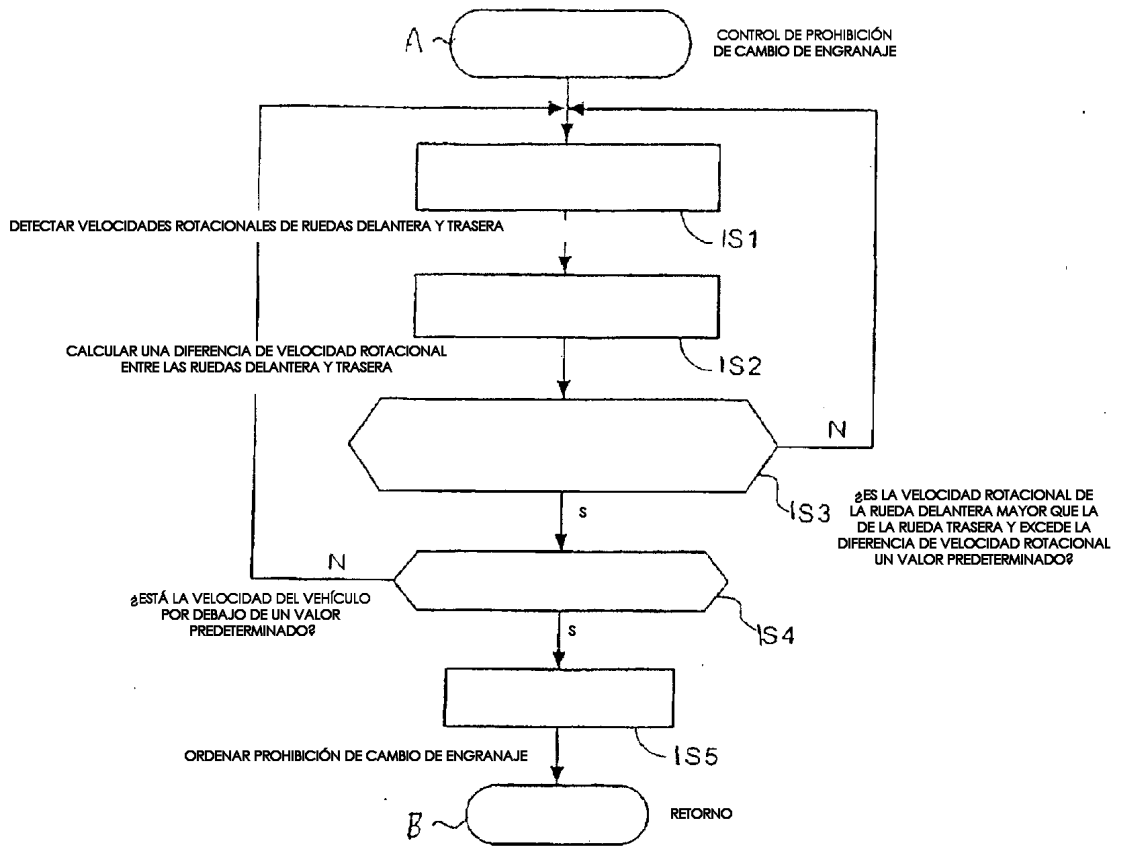 A
CONTROL DE PROHIBICIÓN
DE CAMBIO DE ENGRANAJE
DETECTAR VELOCIDADES ROTACIONALES DE RUEDAS DELANTERA Y TRASERA
IS1
CALCULAR UNA DIFERENCIA DE VELOCIDAD ROTACIONAL
ENTRE LAS RUEDAS DELANTERA Y TRASERA
IS2
N
IS3
¿ES LA VELOCIDAD ROTACIONAL DE
LA RUEDA DELANTERA MAYOR QUE LA
DE LA RUEDA TRASERA Y EXCEDE LA
DIFERENCIA DE VELOCIDAD ROTACIONAL
UN VALOR PREDETERMINADO?
s
N
¿ESTÁ LA VELOCIDAD DEL VEHÍCULO
POR DEBAJO DE UN VALOR
PREDETERMINADO?
IS4
s
ORDENAR PROHIBICIÓN DE CAMBIO DE ENGRANAJE
IS5
B
RETORNO